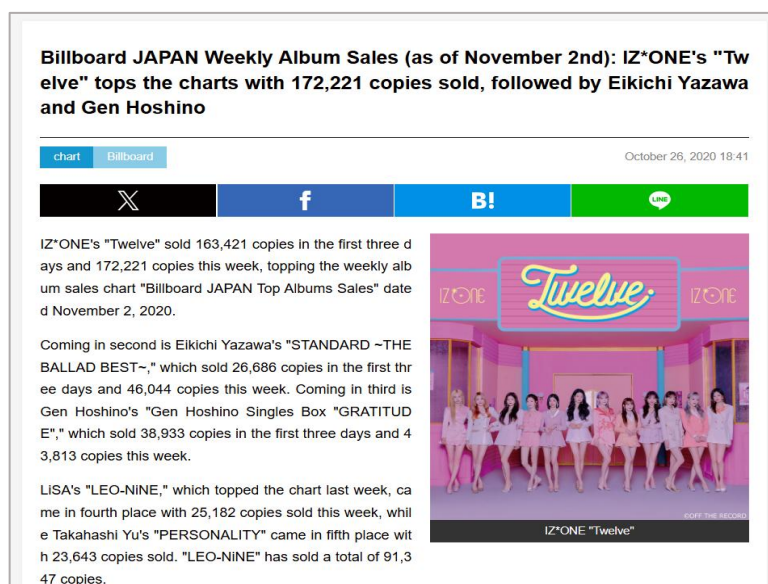 Billboard JAPAN Weekly Album Sales (as of November 2nd): IZ*ONE's "Tw
elve" tops the charts with 172,221 copies sold, followed by Eikichi Yazawa
and Gen Hoshino
chart Billboard
October 26, 2020 18:41
X f B! LINE
IZ*ONE's "Twelve" sold 163,421 copies in the first three d
ays and 172,221 copies this week, topping the weekly alb
um sales chart "Billboard JAPAN Top Albums Sales" date
d November 2, 2020.
Coming in second is Eikichi Yazawa's "STANDARD ~THE
BALLAD BEST~," which sold 26,686 copies in the first thr
ee days and 46,044 copies this week. Coming in third is
Gen Hoshino's "Gen Hoshino Singles Box "GRATITUD
E"," which sold 38,933 copies in the first three days and 4
3,813 copies this week.
LiSA's "LEO-NiNE," which topped the chart last week, ca
me in fourth place with 25,182 copies sold this week, whil
e Takahashi Yu's "PERSONALITY" came in fifth place wit
h 23,643 copies sold. "LEO-NiNE" has sold a total of 91,3
47 copies.
IZ*ONE Twelve IZ*ONE
©OFF THE RECORD
IZ*ONE "Twelve"